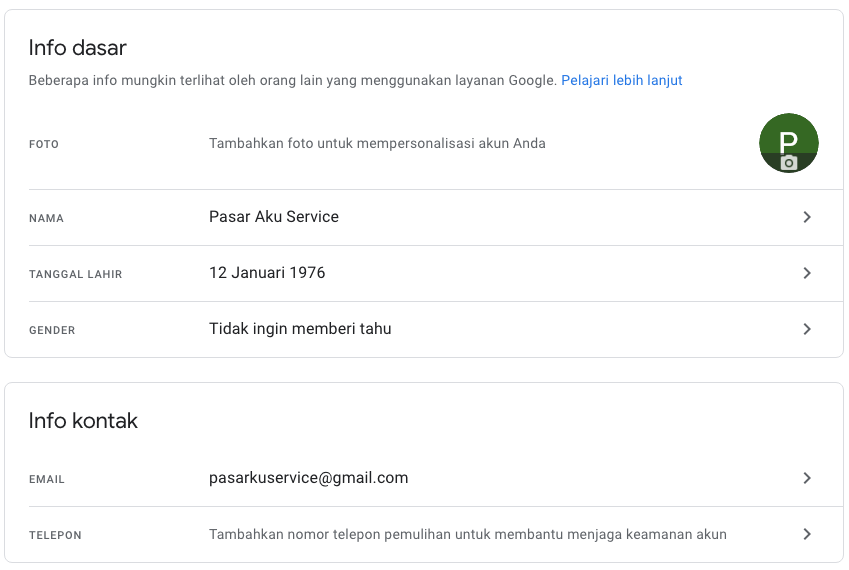 Info dasar
Beberapa info mungkin terlihat oleh orang lain yang menggunakan layanan Google. Pelajari lebih lanjut
FOTO Tambahkan foto untuk mempersonalisasi akun Anda P
NAMA Pasar Aku Service
TANGGAL LAHIR 12 Januari 1976
GENDER Tidak ingin memberi tahu
Info kontak
EMAIL pasarkuservice@gmail.com
TELEPON Tambahkan nomor telepon pemulihan untuk membantu menjaga keamanan akun